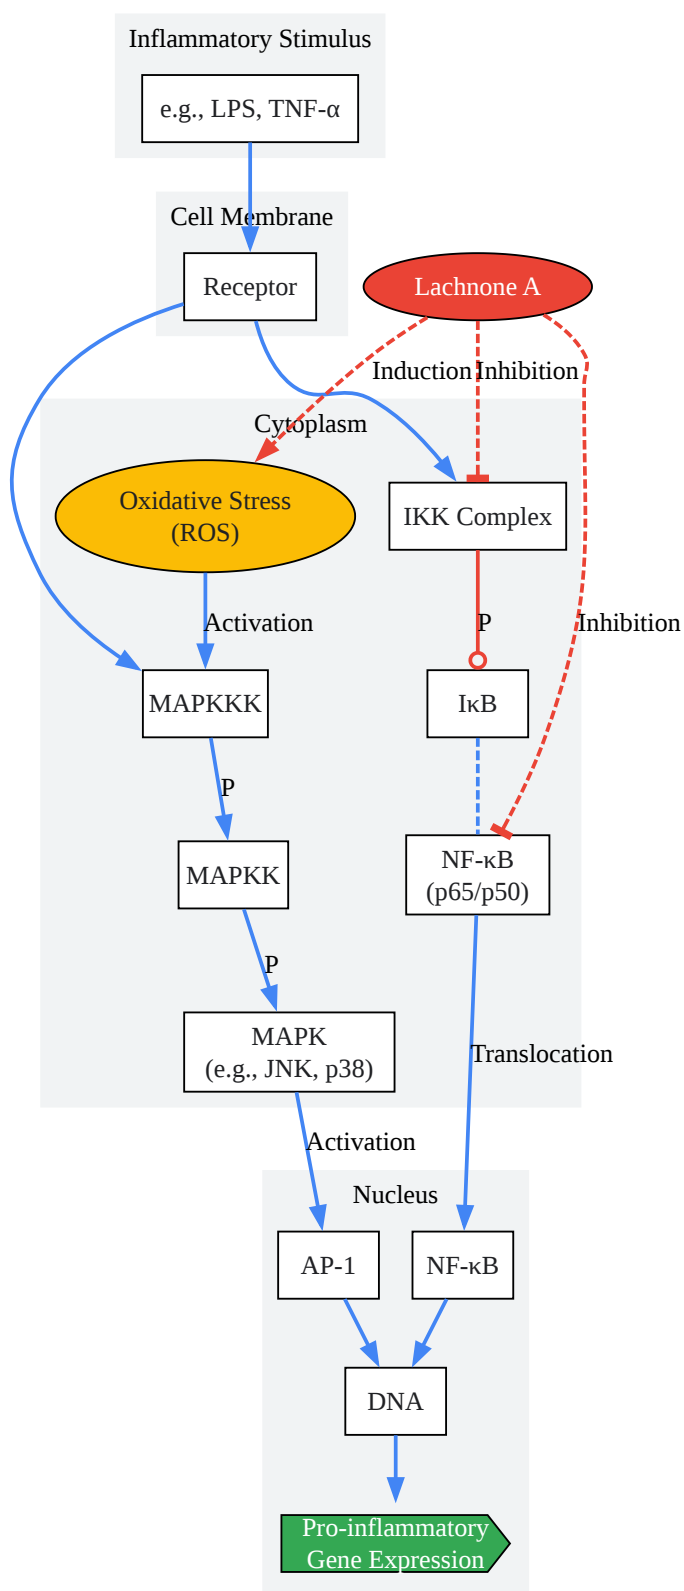 Inflammatory Stimulus
e.g., LPS, TNF-α
Cell Membrane
Receptor
Lachnone A
Induction
Inhibition
Cytoplasm
Oxidative Stress
(ROS)
IKK Complex
Activation
P
Inhibition
MAPKKK
IκB
P
MAPKK
NF-κB
(p65/p50)
P
MAPK
(e.g., JNK, p38)
Translocation
Activation
Nucleus
AP-1
NF-κB
DNA
Pro-inflammatory
Gene Expression